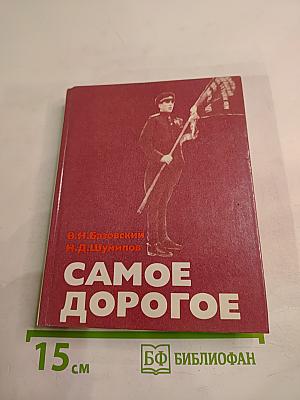 В.Н.Базовский
Н.Д.Шумилов
САМОЕ
ДОРОГОЕ
15 см
БФ БИБЛИОФАН